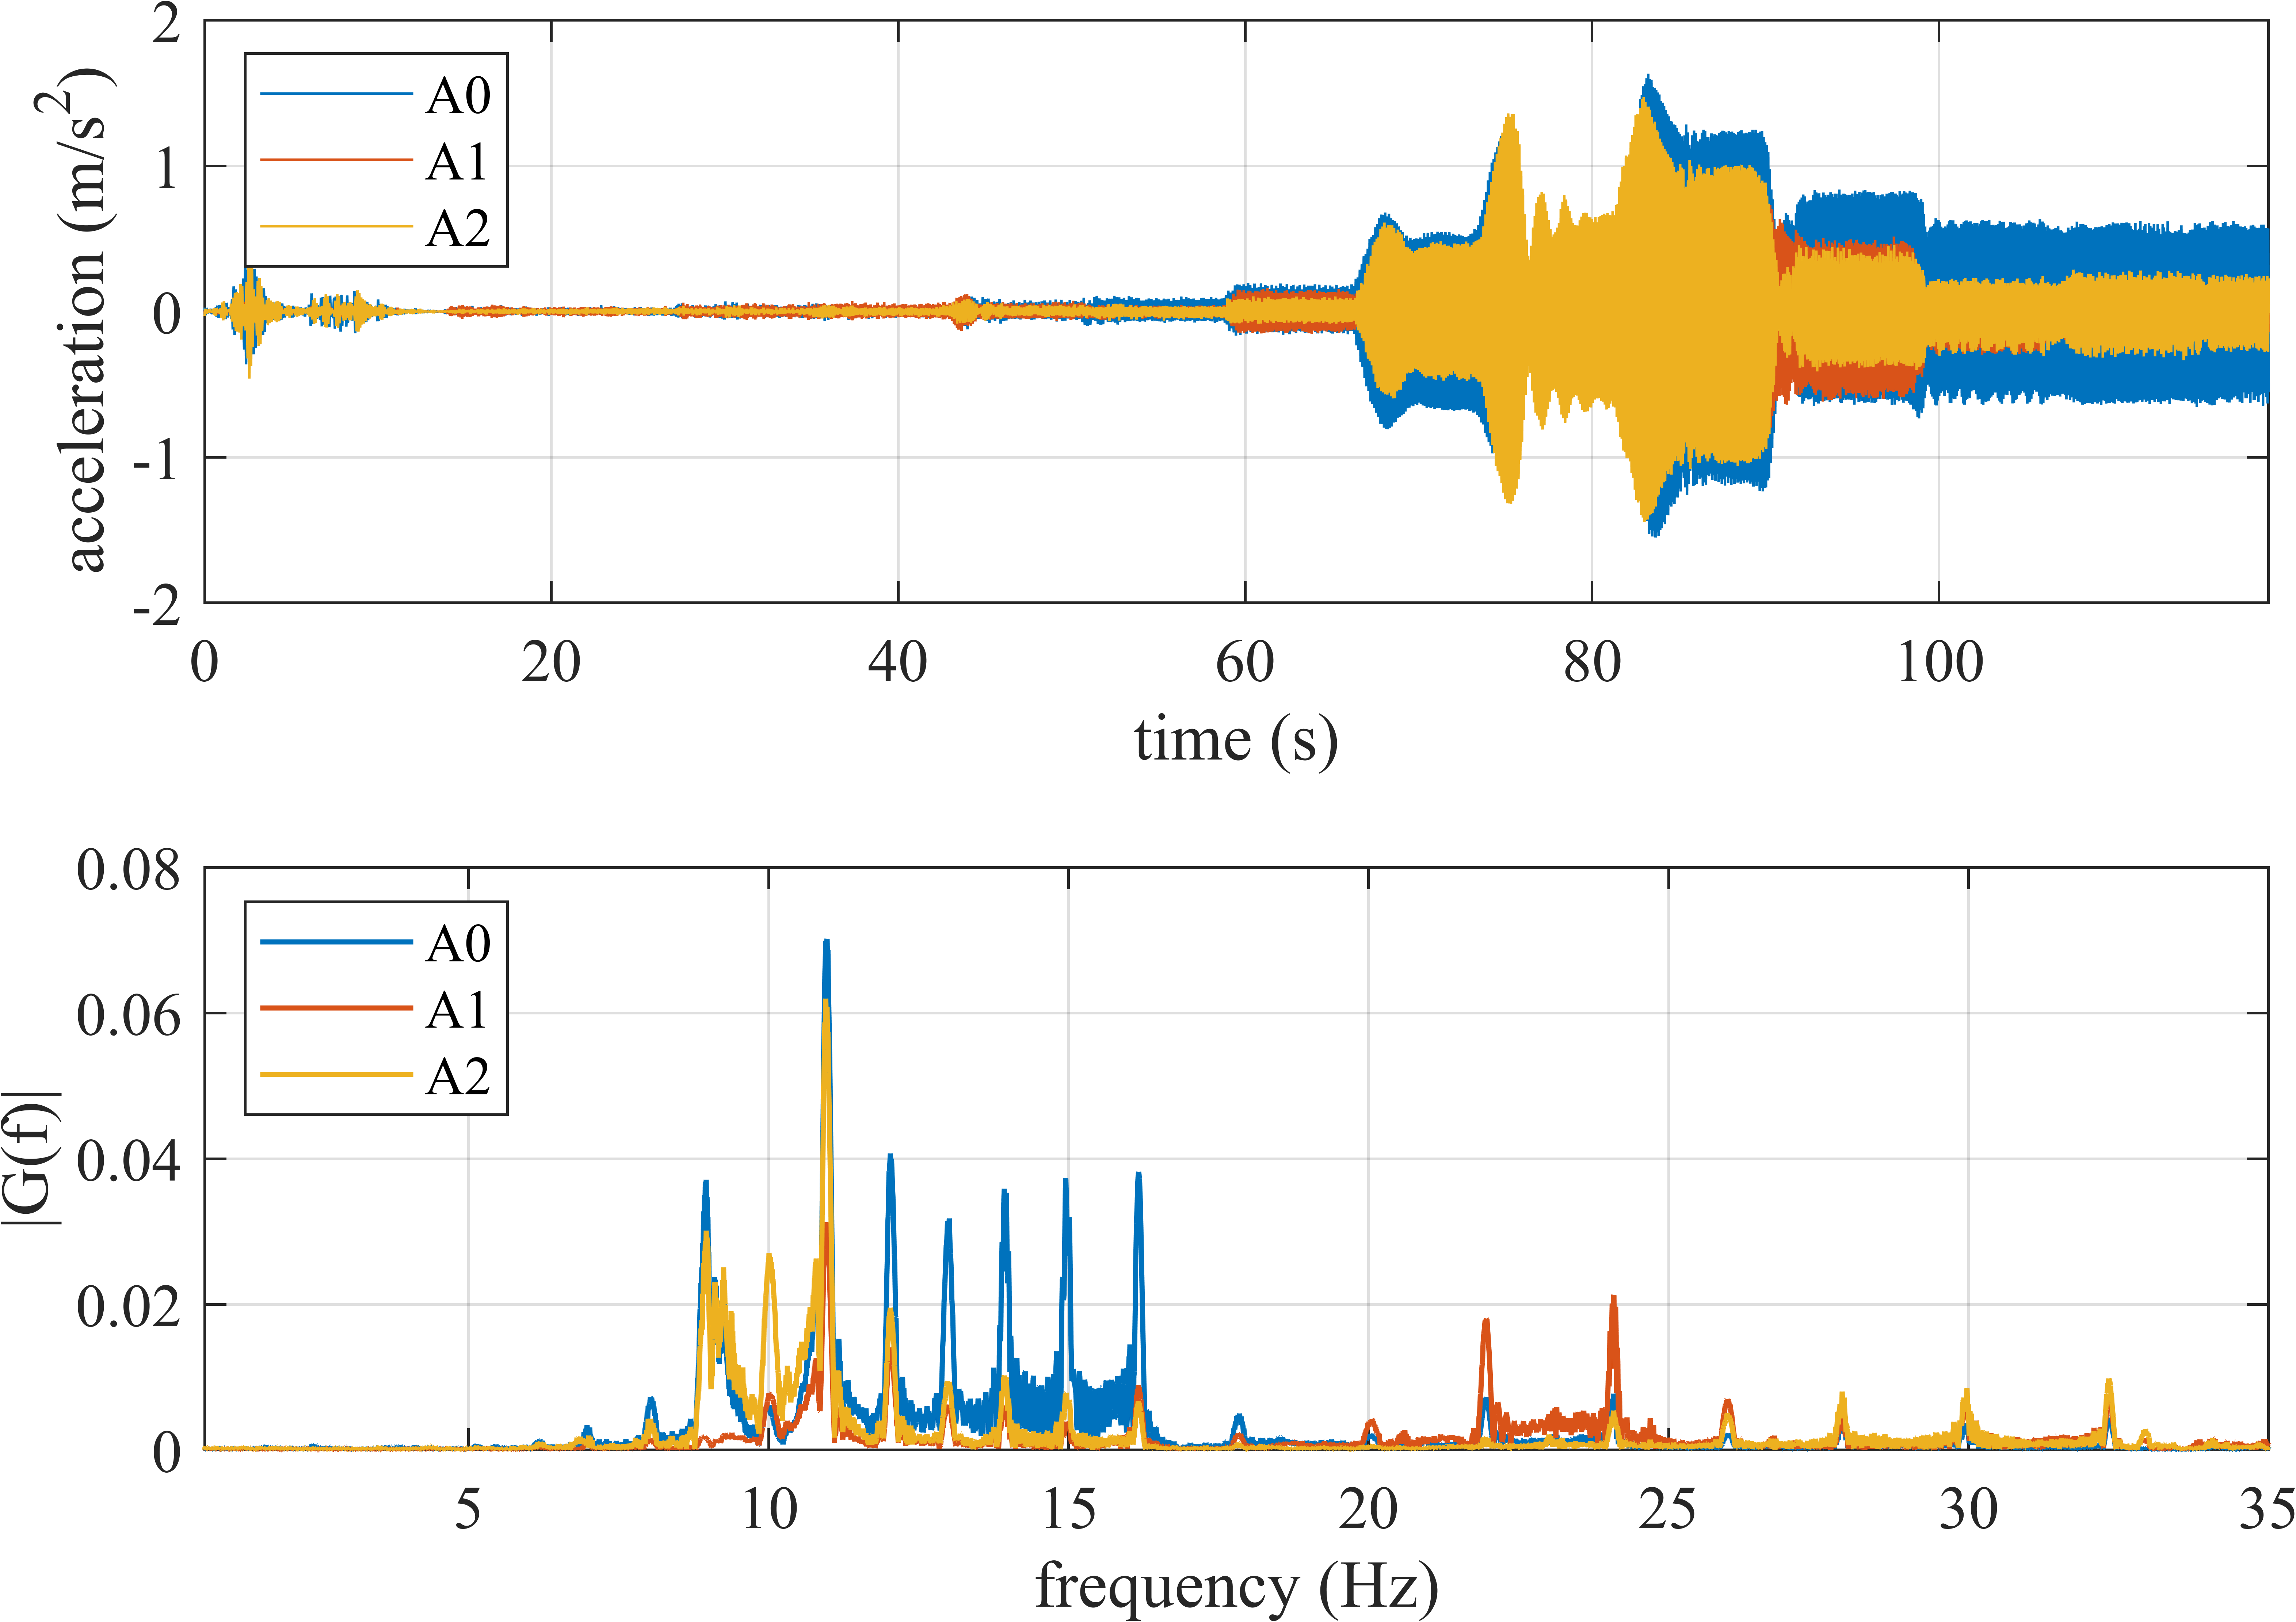 acceleration (m/s²)
2
1
0
-1
-2
A0
A1
A2
0 20 40 60 80 100
time (s)
|G(f)|
0.08
0.06
0.04
0.02
0
A0
A1
A2
5 10 15 20 25 30 35
frequency (Hz)